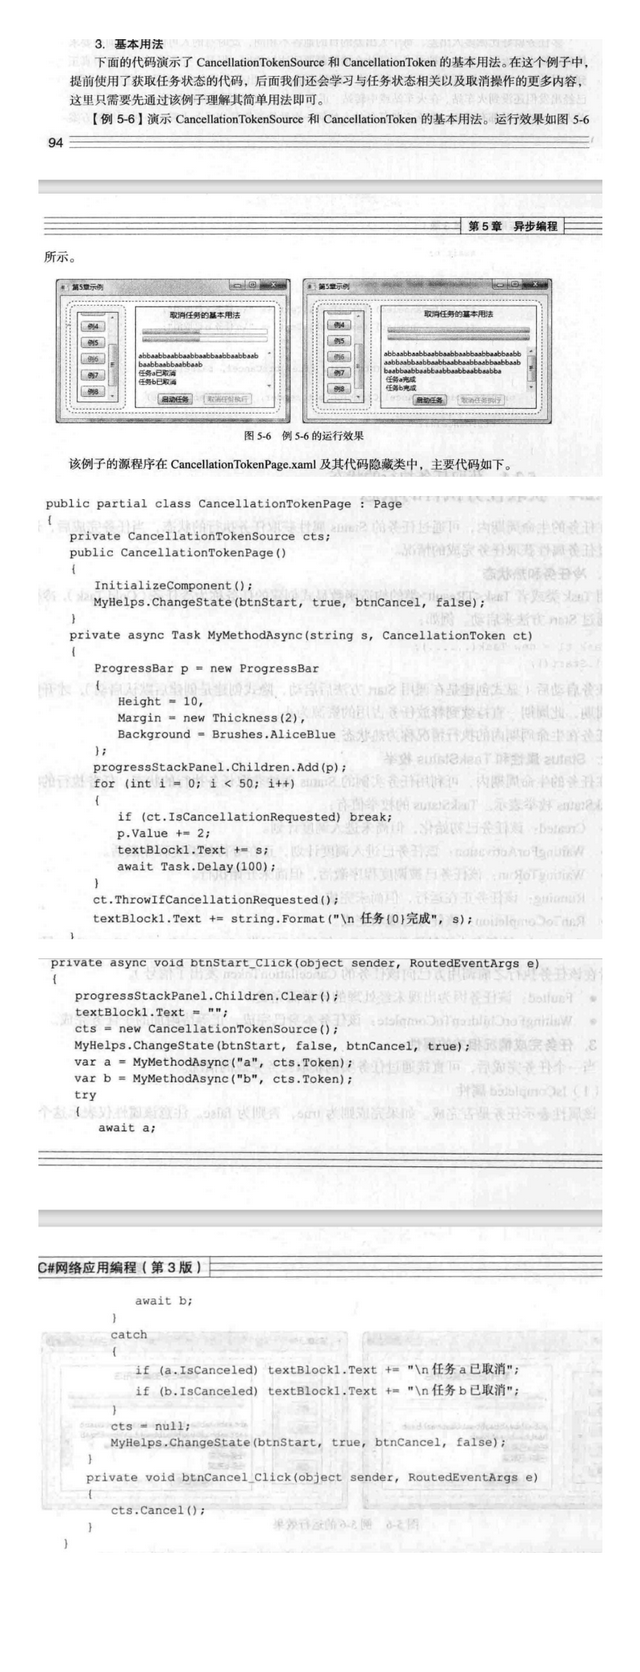 3. 基本用法
下面的代码演示了 CancellationTokenSource 和 CancellationToken 的基本用法。在这个例子中，
提前使用了获取任务状态的代码，后面我们还会学习与任务状态相关以及取消操作的更多内容，
这里只需要先通过该例子理解其简单用法即可。
【例 5-6】演示 CancellationTokenSource 和 CancellationToken 的基本用法。运行效果如图 5-6
94
第 5 章 异步编程
所示。
第5章示例
取消任务的基本用法
例4
例5
例6
例7
例8
abbaabbaabbaabbaabbaabbaabbaab
baabbaabbaabbaab
任务a已取消
任务b已取消
启动任务
取消任务执行
第5章示例
取消任务的基本用法
例4
例5
例6
例7
例8
任务a完成
任务b完成
启动任务
取消任务执行
图 5-6 例 5-6 的运行效果
该例子的源程序在 CancellationTokenPage.xaml 及其代码隐藏类中，主要代码如下。
public partial class CancellationTokenPage : Page
{
private CancellationTokenSource cts;
public CancellationTokenPage()
{
InitializeComponent();
MyHelps.ChangeState(btnStart, true, btnCancel, false);
}
private async Task MyMethodAsync(string s, CancellationToken ct)
{
ProgressBar p = new ProgressBar
{
Height = 10,
Margin = new Thickness(2),
Background = Brushes.AliceBlue
};
progressStackPanel.Children.Add(p);
for (int i = 0; i < 50; i++)
{
if (ct.IsCancellationRequested) break;
p.Value += 2;
textBlock1.Text += s;
await Task.Delay(100);
}
ct.ThrowIfCancellationRequested();
textBlock1.Text += string.Format("\n 任务{0}完成", s);
}
private async void btnStart_Click(object sender, RoutedEventArgs e)
{
progressStackPanel.Children.Clear();
textBlock1.Text = "";
cts = new CancellationTokenSource();
MyHelps.ChangeState(btnStart, false, btnCancel, true);
var a = MyMethodAsync("a", cts.Token);
var b = MyMethodAsync("b", cts.Token);
try
{
await a;
C#网络应用编程（第 3 版）
await b;
}
catch
{
if (a.IsCanceled) textBlock1.Text += "\n 任务 a 已取消";
if (b.IsCanceled) textBlock1.Text += "\n 任务 b 已取消";
}
cts = null;
MyHelps.ChangeState(btnStart, true, btnCancel, false);
}
private void btnCancel_Click(object sender, RoutedEventArgs e)
{
cts.Cancel();
}
}